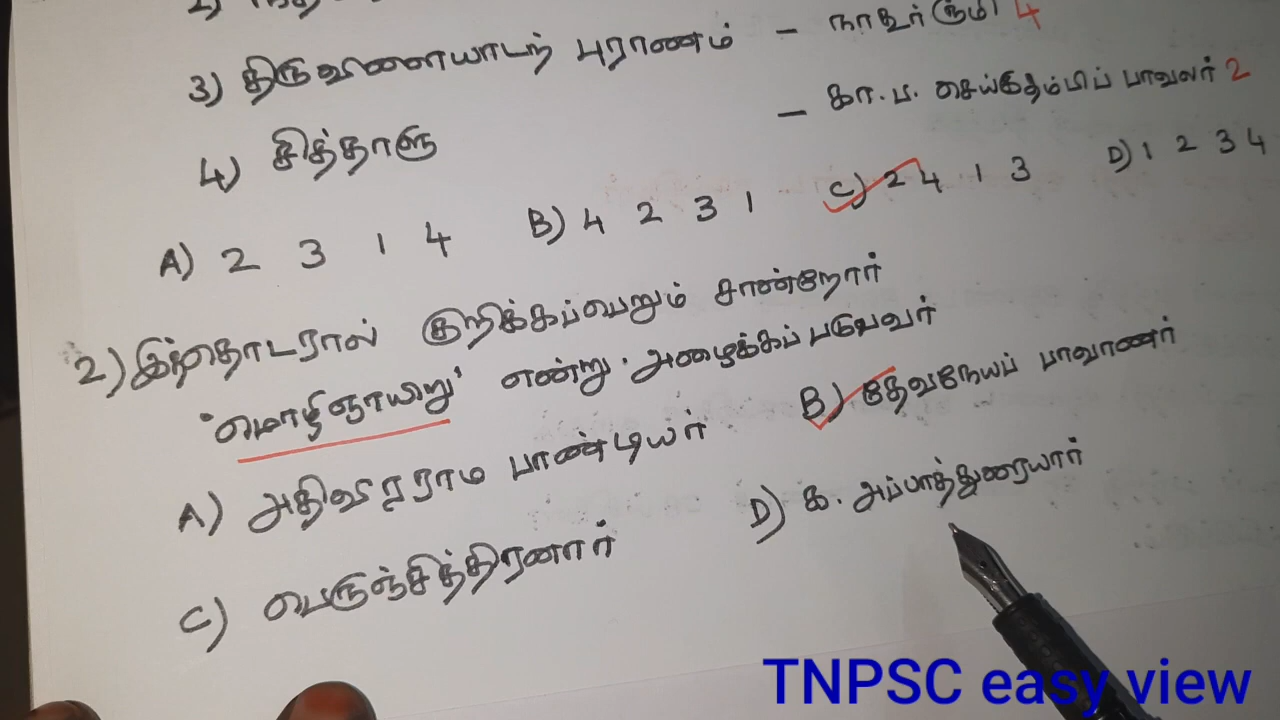 2)
3) திருவிளையாடற் புராணம் - நாகூர் ரூமி 4
4) சித்தாளு - கா.ப. செய்குதம்பிப் பாவலர் 2
A) 2 3 1 4 B) 4 2 3 1 C) 2 4 1 3 D) 1 2 3 4
2) இத்தொடரால் குறிக்கப்பெறும் சான்றோர்
'மொழிஞாயிறு' என்று அழைக்கப் படுபவர்
A) அதிவீரராம பாண்டியர் B) தேவநேயப் பாவாணர்
C) பெருஞ்சித்திரனார் D) க. அப்பாத்துரையார்
TNPSC easy view